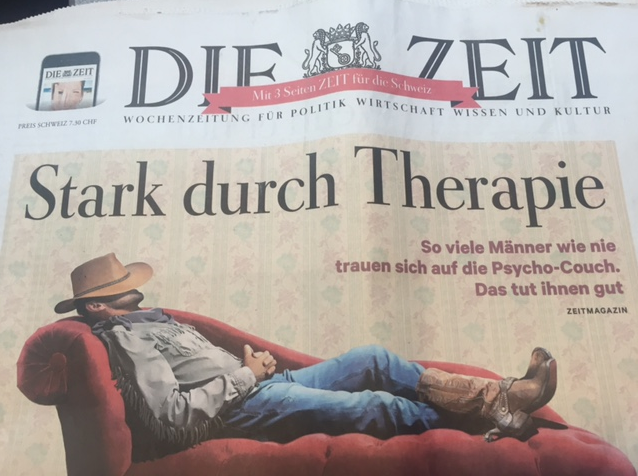 DIE ZEIT
DIE ZEIT
Mit 3 Seiten ZEIT für die Schweiz
PREIS SCHWEIZ 7.30 CHF
WOCHENZEITUNG FÜR POLITIK WIRTSCHAFT WISSEN UND KULTUR
Stark durch Therapie
So viele Männer wie nie
trauen sich auf die Psycho-Couch.
Das tut ihnen gut
ZEITMAGAZIN